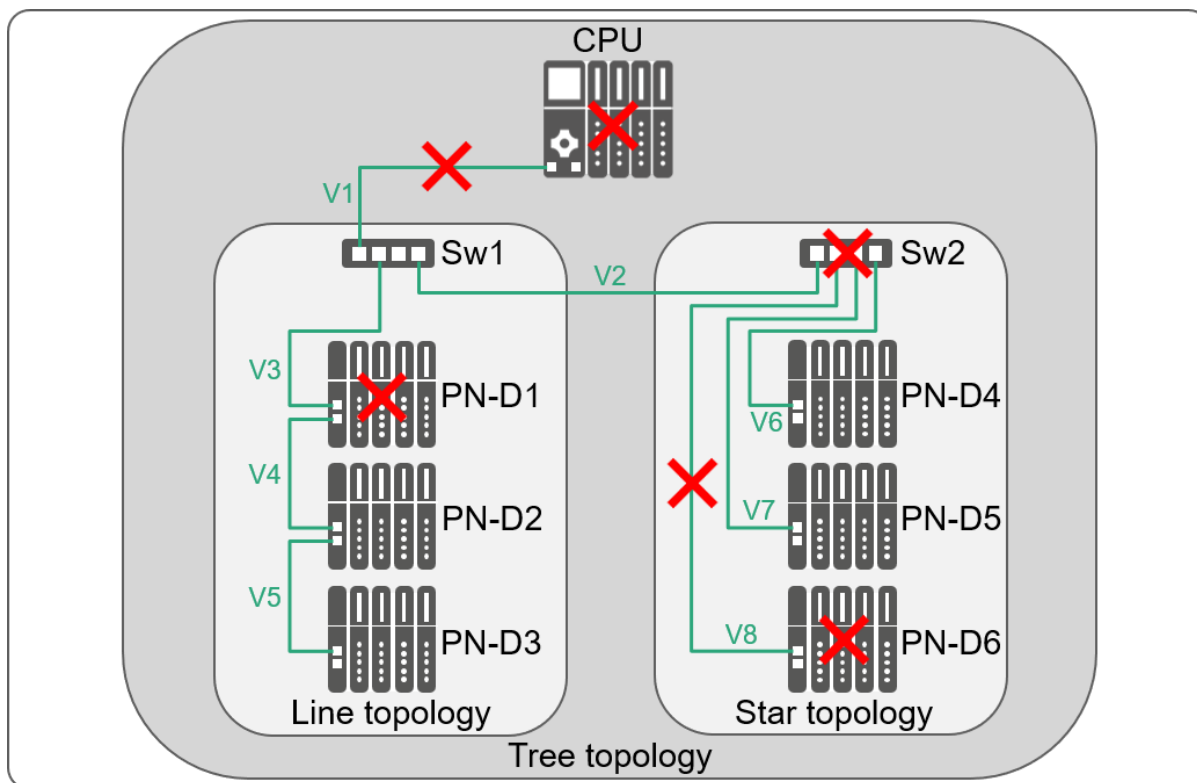 CPU
V1
Sw1
Sw2
V2
V3
PN-D1
PN-D4
V6
V4
PN-D2
V7
PN-D5
V5
PN-D3
V8
PN-D6
Line topology
Star topology
Tree topology